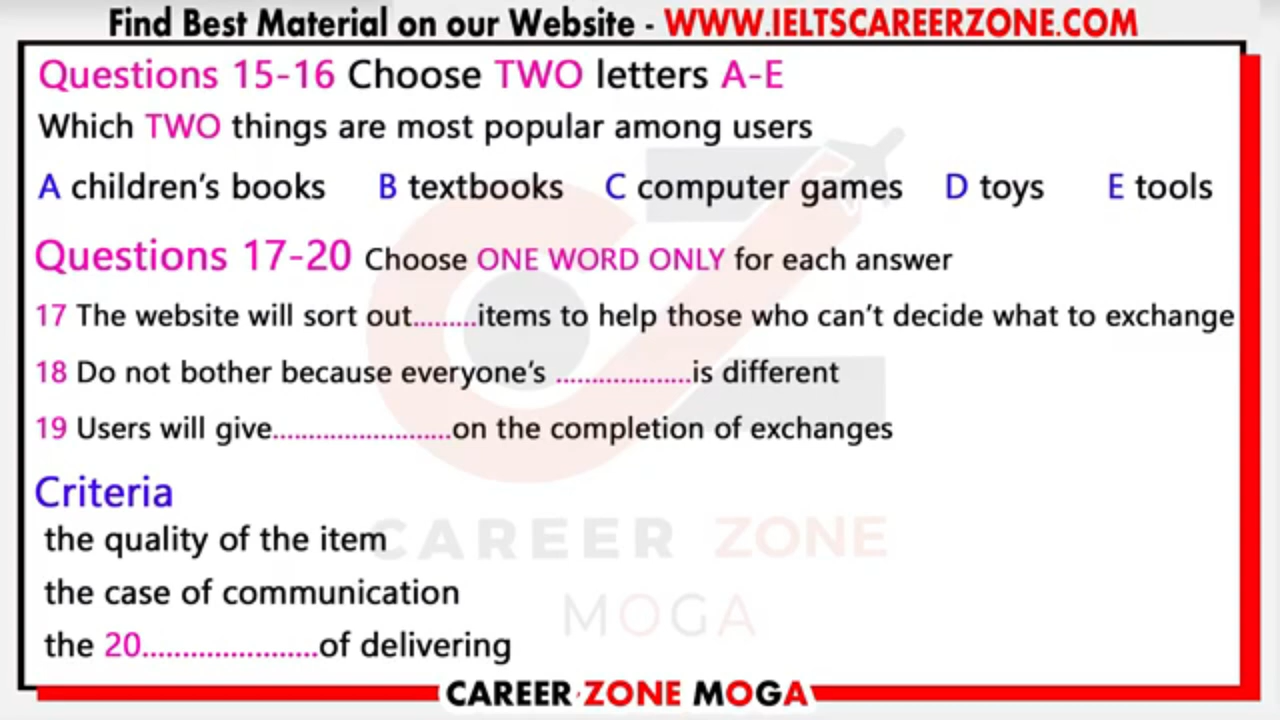 Find Best Material on our Website - WWW.IELTSCAREERZONE.COM
Questions 15-16 Choose TWO letters A-E
Which TWO things are most popular among users
A children's books B textbooks C computer games D toys E tools
Questions 17-20 Choose ONE WORD ONLY for each answer
17 The website will sort out.........items to help those who can't decide what to exchange
18 Do not bother because everyone's ...................is different
19 Users will give.........................on the completion of exchanges
Criteria
the quality of the item
CAREER ZONE
the case of communication
MOGA
the 20......................of delivering
CAREER ZONE MOGA